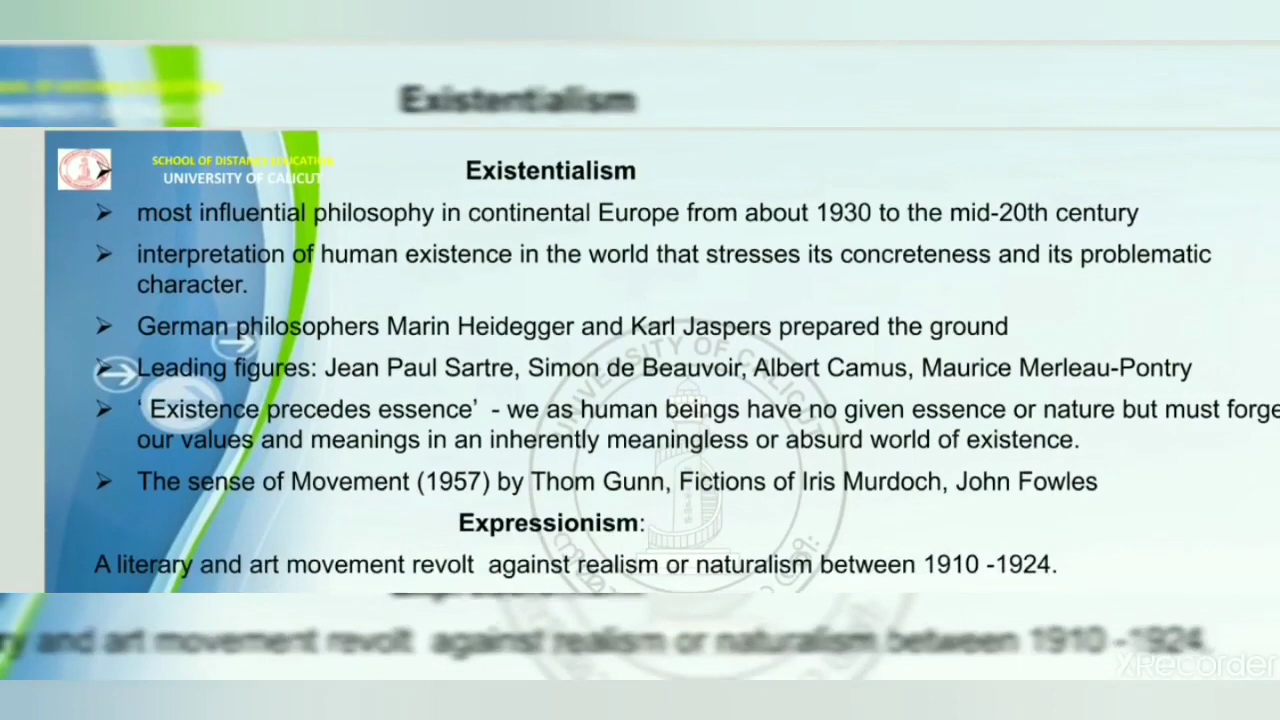 Existentialism
SCHOOL OF DISTANCE EDUCATION
UNIVERSITY OF CALICUT
Existentialism
➢ most influential philosophy in continental Europe from about 1930 to the mid-20th century
➢ interpretation of human existence in the world that stresses its concreteness and its problematic
character.
➢ German philosophers Marin Heidegger and Karl Jaspers prepared the ground
➢ Leading figures: Jean Paul Sartre, Simon de Beauvoir, Albert Camus, Maurice Merleau-Pontry
➢ ‘ Existence precedes essence’ - we as human beings have no given essence or nature but must forge
our values and meanings in an inherently meaningless or absurd world of existence.
➢ The sense of Movement (1957) by Thom Gunn, Fictions of Iris Murdoch, John Fowles
Expressionism:
A literary and art movement revolt against realism or naturalism between 1910 -1924.
UNIVERSITY OF CALICUT
and art movement revolt against realism or naturalism between 1910 -1924.
XRecorder